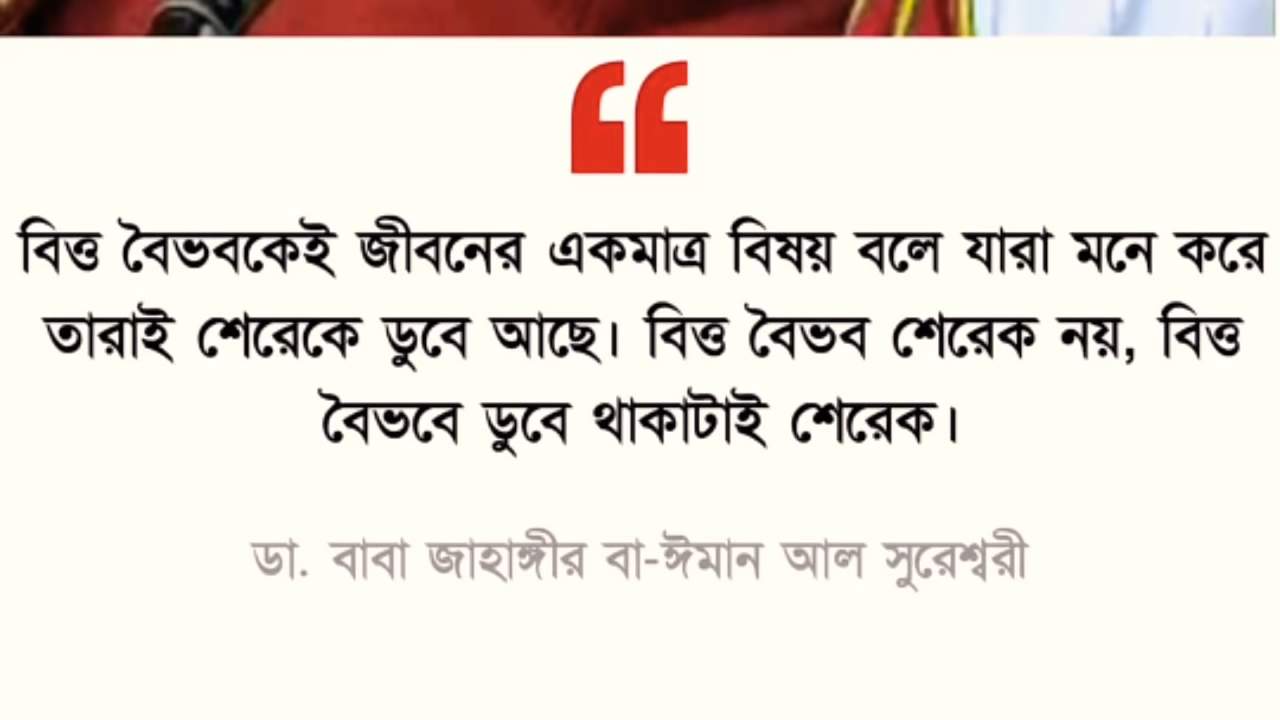 বিত্ত বৈভবকেই জীবনের একমাত্র বিষয় বলে যারা মনে করে
তারাই শেরেকে ডুবে আছে। বিত্ত বৈভব শেরেক নয়, বিত্ত
বৈভবে ডুবে থাকাটাই শেরেক।
ডা. বাবা জাহাঙ্গীর বা-ঈমান আল সুরেশ্বরী